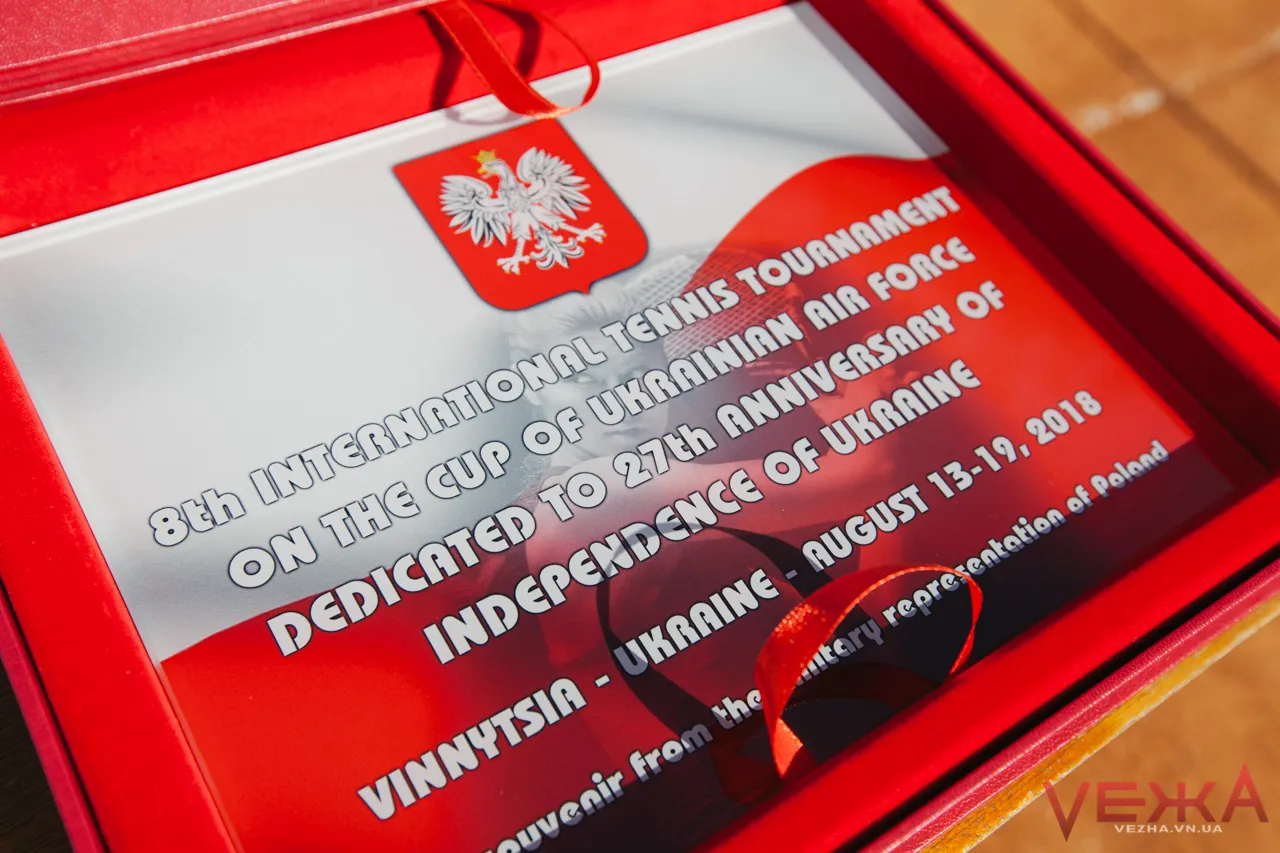 8th INTERNATIONAL TENNIS TOURNAMENT
ON THE CUP OF UKRAINIAN AIR FORCE
DEDICATED TO 27th ANNIVERSARY OF
INDEPENDENCE OF UKRAINE
VINNYTSIA - UKRAINE - AUGUST 13-19, 2018
souvenir from the military representation of Poland
VEЖA
VEZHA.VN.UA